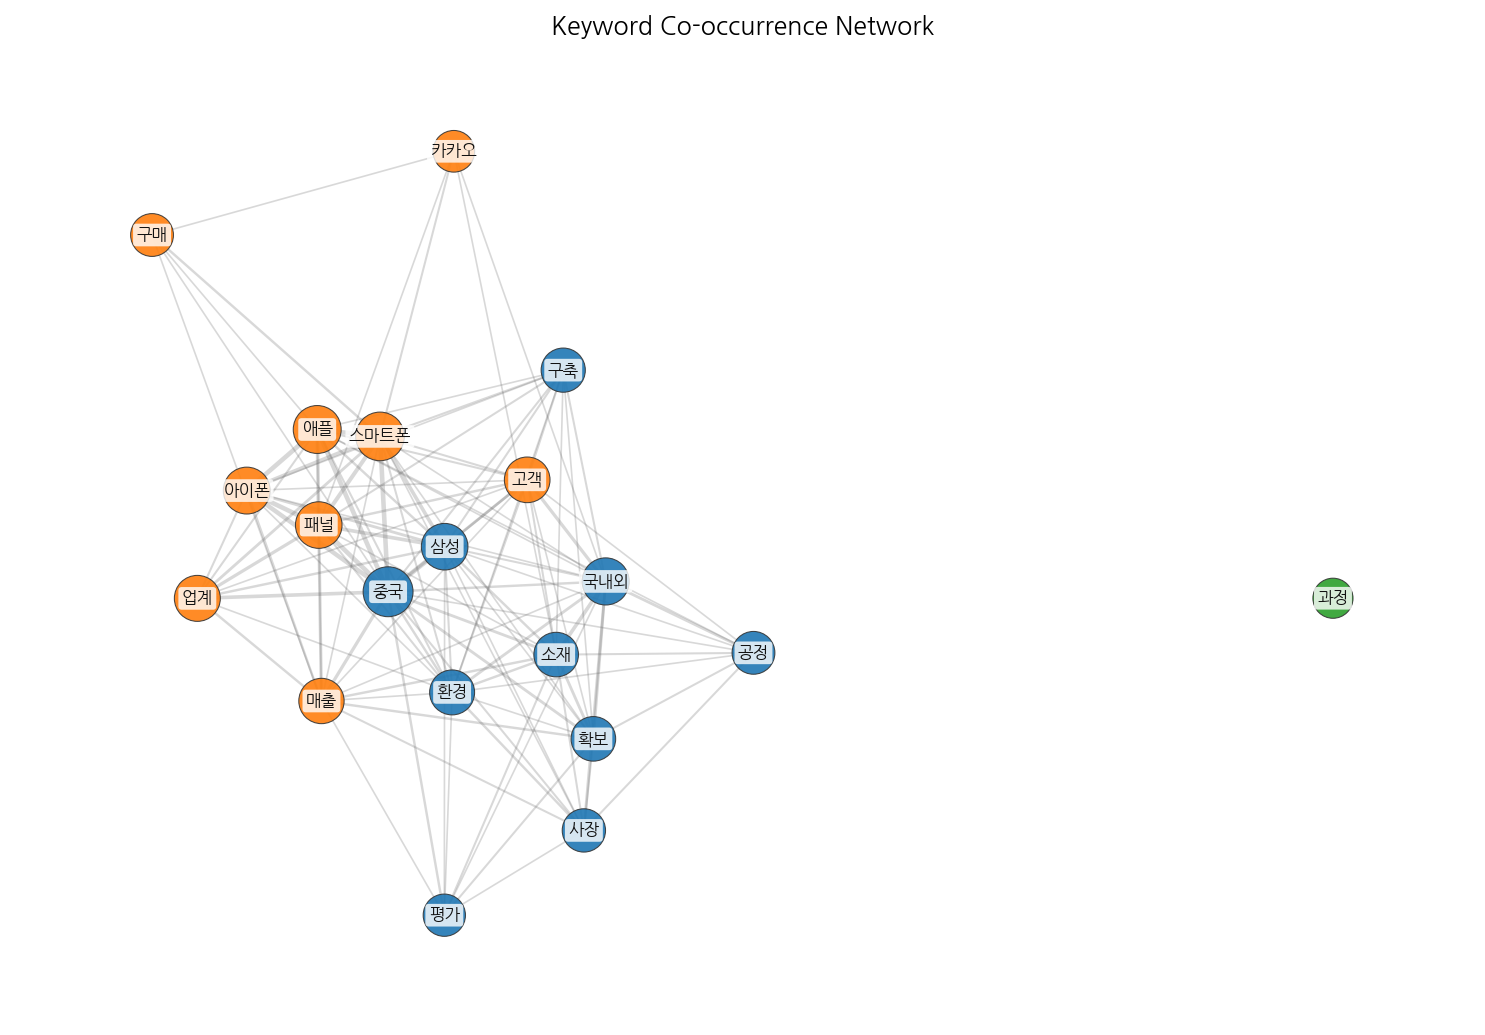 Keyword Co-occurrence Network
카카오
구매
구축
애플
스마트폰
고객
아이폰
패널
삼성
국내외
중국
업계
과정
소재
공정
환경
매출
확보
사장
평가